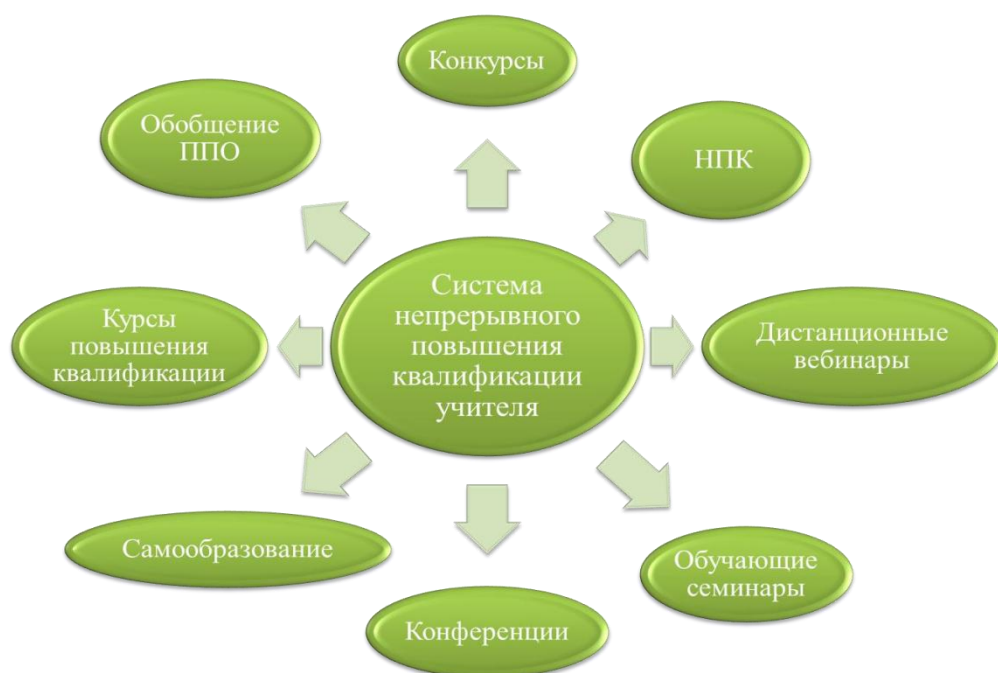 Конкурсы
Обобщение
ППО
НПК
Система
непрерывного
повышения
квалификации
учителя
Курсы
повышения
квалификации
Дистанционные
вебинары
Самообразование
Обучающие
семинары
Конференции